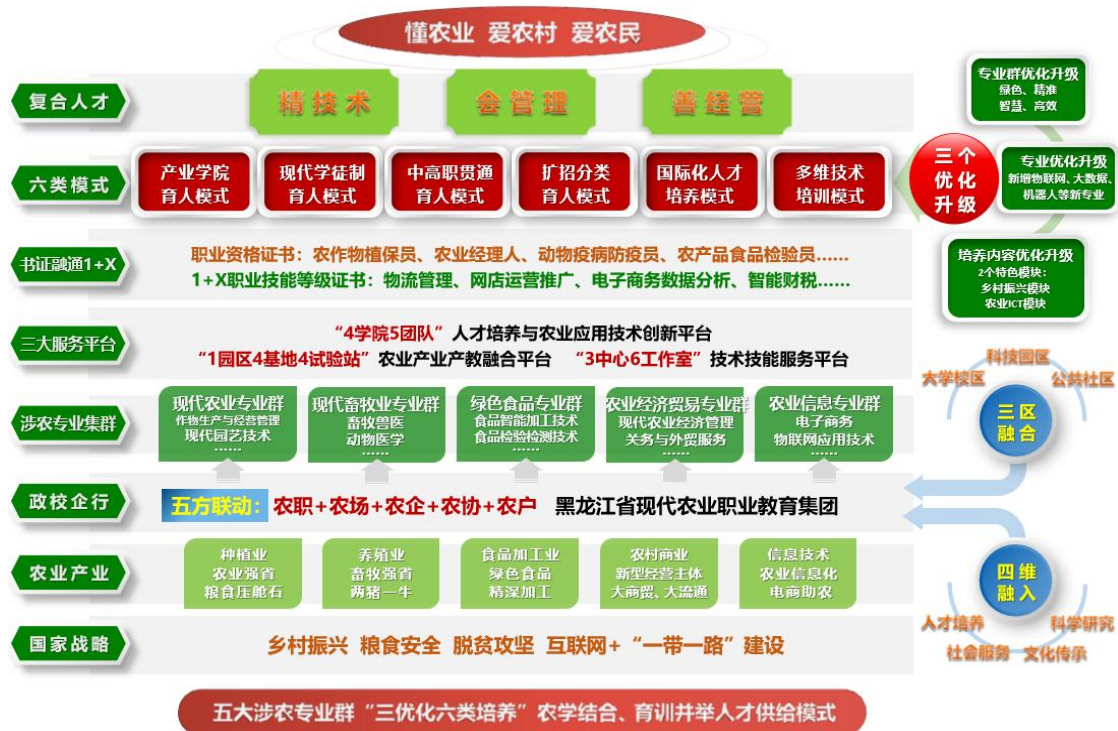 懂农业 爱农村 爱农民
复合人才
精技术
会管理
善经营
六类模式
产业学院
育人模式
现代学徒制
育人模式
中高职贯通
育人模式
扩招分类
育人模式
国际化人才
培养模式
多维技术
培训模式
三个
优化
升级
专业群优化升级
绿色、精准
智慧、高效
专业优化升级
新增物联网、大数据、
机器人等新专业
培养内容优化升级
2个特色模块：
乡村振兴模块
农业ICT模块
书证融通1+X
职业资格证书：农作物植保员、农业经理人、动物疫病防疫员、农产品食品检验员......
1+X职业技能等级证书：物流管理、网店运营推广、电子商务数据分析、智能财税......
三大服务平台
“4学院5团队”人才培养与农业应用技术创新平台
“1园区4基地4试验站”农业产业产教融合平台 “3中心6工作室”技术技能服务平台
涉农专业集群
现代农业专业群
作物生产与经营管理
现代园艺技术
......
现代畜牧业专业群
畜牧兽医
动物医学
......
绿色食品专业群
食品智能加工技术
食品检验检测技术
......
农业经济贸易专业群
现代农业经济管理
关务与外贸服务
......
农业信息专业群
电子商务
物联网应用技术
......
大学校区
科技园区
公共社区
三区
融合
政校企行
五方联动：农职+农场+农企+农协+农户 黑龙江省现代农业职业教育集团
农业产业
种植业
农业强省
粮食压舱石
养殖业
畜牧强省
两猪一牛
食品加工业
绿色食品
精深加工
农村商业
新型经营主体
大商贸、大流通
信息技术
农业信息化
电商助农
四维
融入
人才培养
科学研究
社会服务
文化传承
国家战略
乡村振兴 粮食安全 脱贫攻坚 互联网+ “一带一路”建设
五大涉农专业群“三优化六类培养”农学结合、育训并举人才供给模式